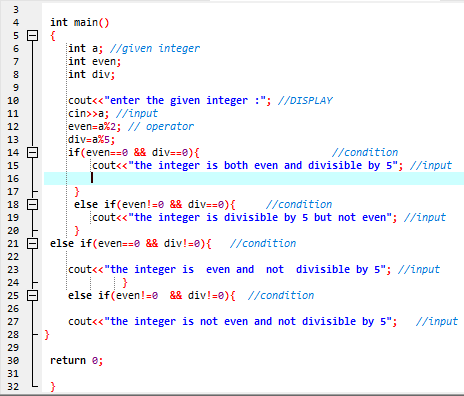 3
4 int main()
5 {
6 int a; //given integer
7 int even;
8 int div;
9
10 cout<<"enter the given integer :"; //DISPLAY
11 cin>>a; //input
12 even=a%2; // operator
13 div=a%5;
14 if(even==0 && div==0){ //condition
15 cout<<"the integer is both even and divisible by 5"; //input
16
17 }
18 else if(even!=0 && div==0){ //condition
19 cout<<"the integer is divisible by 5 but not even"; //input
20 }
21 else if(even==0 && div!=0){ //condition
22
23 cout<<"the integer is  even and  not  divisible by 5"; //input
24 }
25 else if(even!=0  && div!=0){ //condition
26
27 cout<<"the integer is not even and not divisible by 5"; //input
28 }
29
30 return 0;
31
32 }